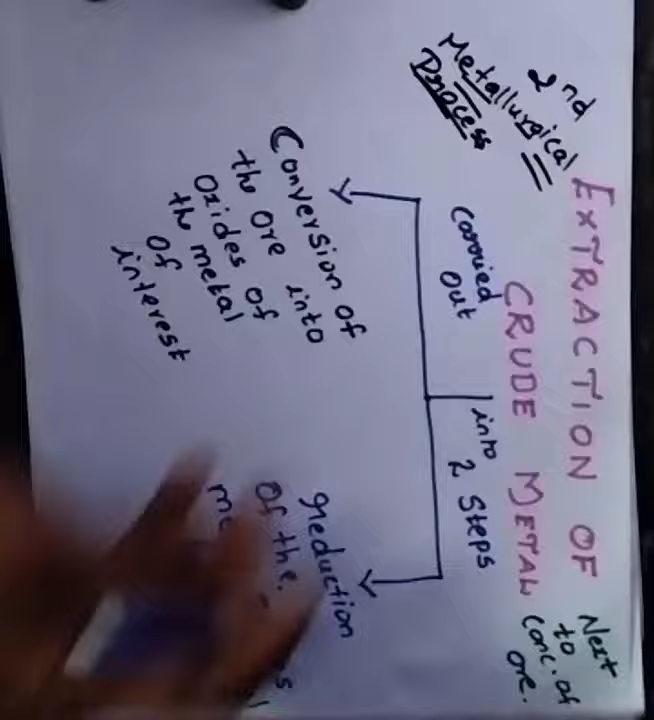 2nd
Metallurgical
Process
EXTRACTION OF
CRUDE METAL
Next
to
Conc. of
ore.
Carried
out
into
2 Steps
Conversion of
the ore into
Oxides of
the metal
of
interest
reduction
of the